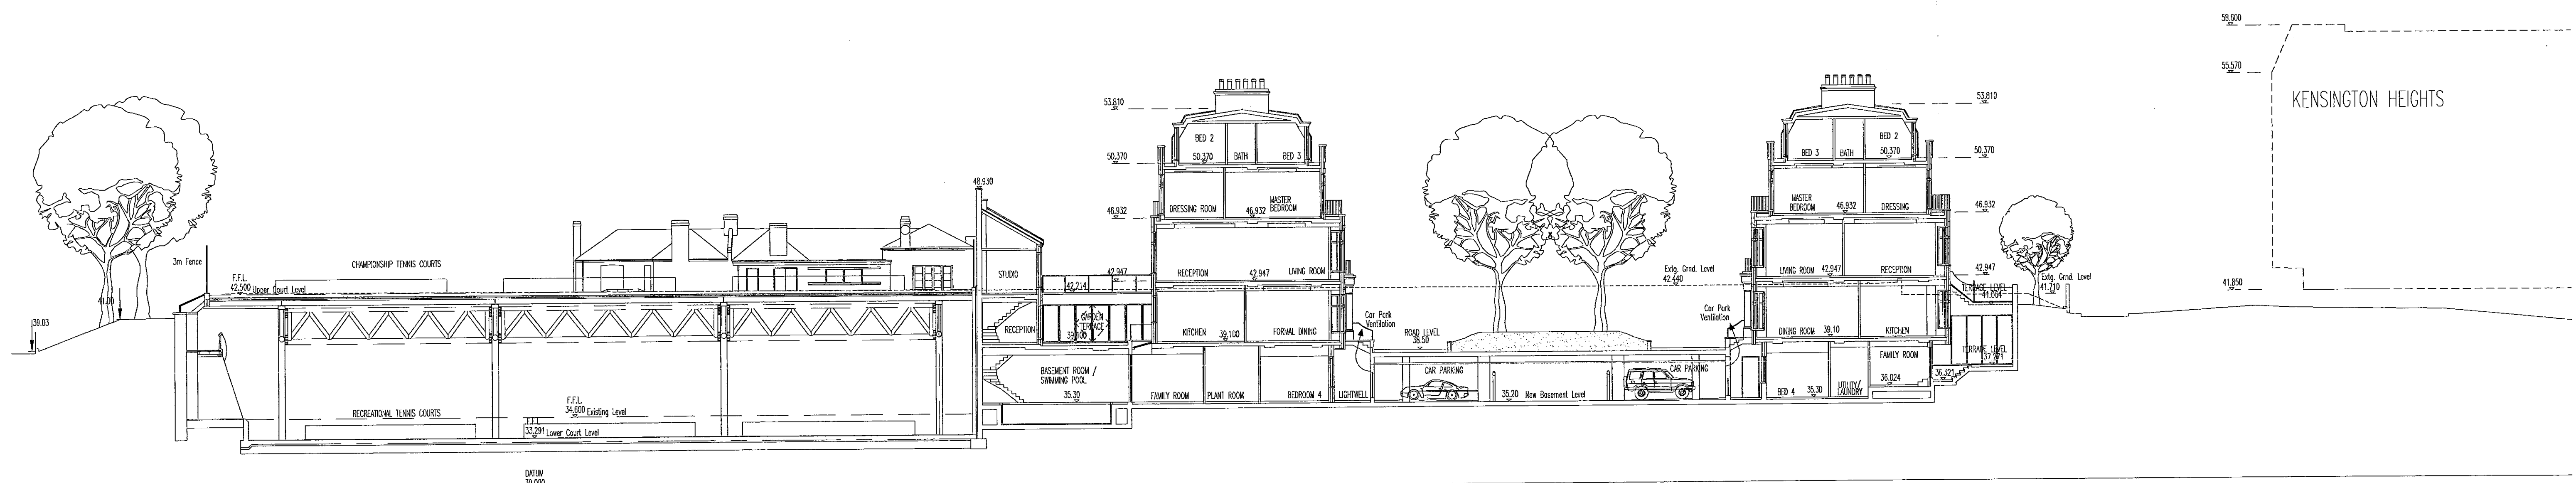 58.600
55.570
KENSINGTON HEIGHTS
53.810
53.810
BED 2
BED 2
50.370
50.370
BATH
BED 3
BED 3
BATH
50.370
50.370
48.930
46.932
DRESSING ROOM
46.932
MASTER
BEDROOM
MASTER
BEDROOM
46.932
DRESSING
46.932
3m Fence
CHAMPIONSHIP TENNIS COURTS
STUDIO
42.947
RECEPTION
42.947
LIVING ROOM
Extg. Grnd. Level
42.440
LIVING ROOM
42.947
RECEPTION
42.947
Extg. Grnd. Level
41.710
41.850
F.F.L.
42.500 Upper Court Level
42.214
TERRACE LEVEL
41.00
39.03
RECEPTION
GARDEN
TERRACE
39.100
KITCHEN
39.100
FORMAL DINING
Car Park
Ventilation
ROAD LEVEL
38.50
Car Park
Ventilation
DINING ROOM
39.10
KITCHEN
FAMILY ROOM
36.024
TERRACE LEVEL
36.321
BASEMENT ROOM /
SWIMMING POOL
35.30
FAMILY ROOM
PLANT ROOM
BEDROOM 4
LIGHTWELL
CAR PARKING
CAR PARKING
35.20 New Basement Level
BED 4
35.30
UTILITY/
LAUNDRY
RECREATIONAL TENNIS COURTS
F.F.L.
34.600 Existing Level
F.F.L.
33.291 Lower Court Level
DATUM
30.000